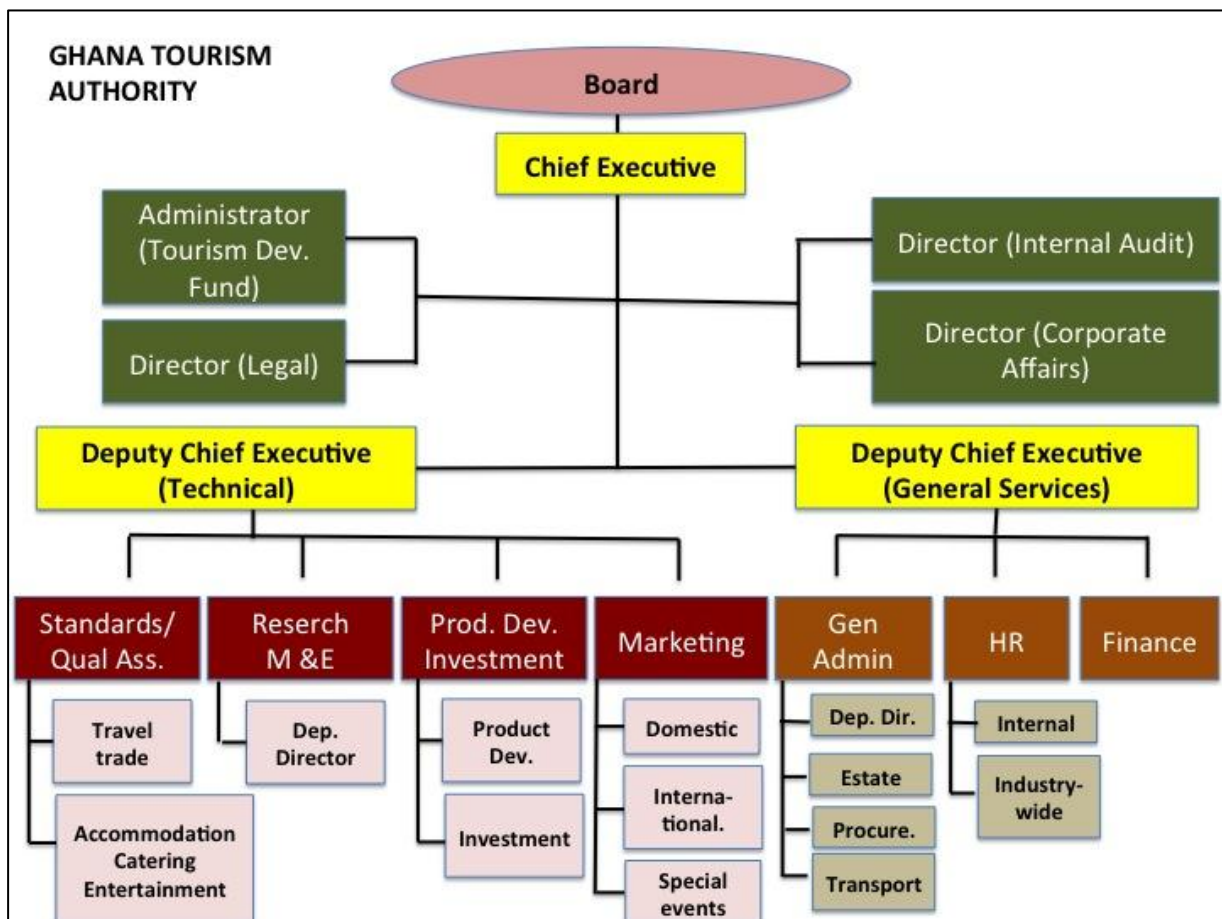 GHANA TOURISM
AUTHORITY
Board
Chief Executive
Administrator
(Tourism Dev.
Fund)
Director (Internal Audit)
Director (Legal)
Director (Corporate
Affairs)
Deputy Chief Executive
(Technical)
Deputy Chief Executive
(General Services)
Standards/
Qual Ass.
Reserch
M &E
Prod. Dev.
Investment
Marketing
Gen
Admin
HR
Finance
Travel
trade
Accommodation
Catering
Entertainment
Dep.
Director
Product
Dev.
Investment
Domestic
Interna-
tional.
Special
events
Dep. Dir.
Estate
Procure.
Transport
Internal
Industry-
wide